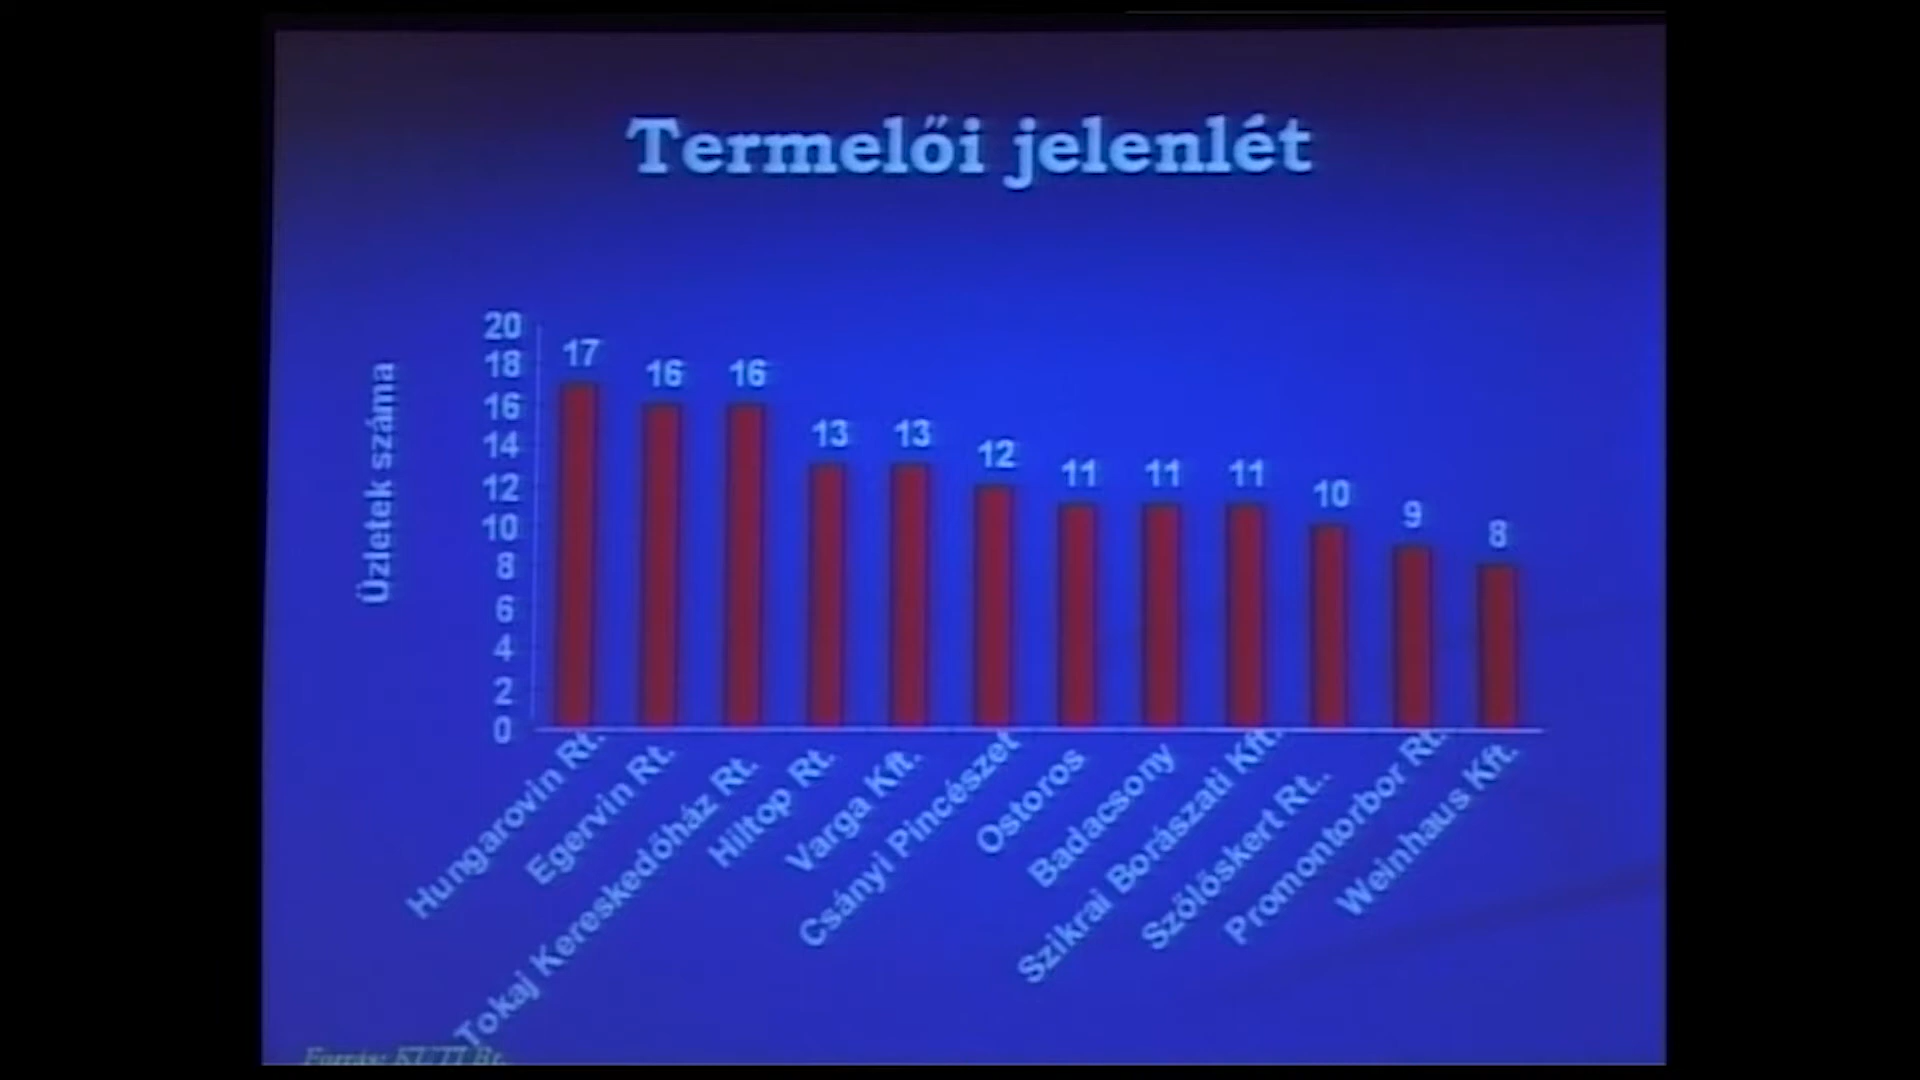 Termelői jelenlét
Üzletek száma
20
18
16
14
12
10
8
6
4
2
0
17
16
16
13
13
12
11
11
11
10
9
8
Hungarovin Rt.
Egervin Rt.
Tokaj Kereskedőház Rt.
Hiltop Rt.
Varga Kft.
Csányi Pincészet
Ostoros
Badacsony
Szikrai Borászati Kft.
Szőlőskert Rt..
Promontorbor Rt.
Weinhaus Kft.
Forrás: